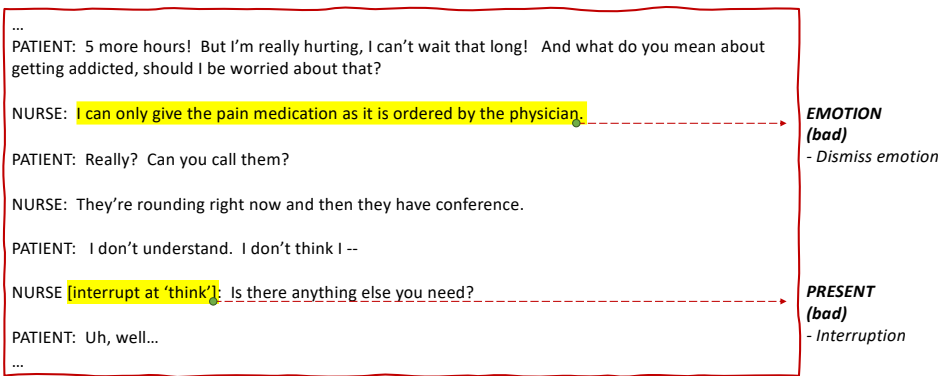 …
PATIENT:  5 more hours!  But I’m really hurting, I can’t wait that long!   And what do you mean about
getting addicted, should I be worried about that?
NURSE:  I can only give the pain medication as it is ordered by the physician.
EMOTION
(bad)
- Dismiss emotion
PATIENT:  Really?  Can you call them?
NURSE:  They’re rounding right now and then they have conference.
PATIENT:   I don’t understand.  I don’t think I --
NURSE [interrupt at ‘think’]:  Is there anything else you need?
PRESENT
(bad)
- Interruption
PATIENT:  Uh, well…
…